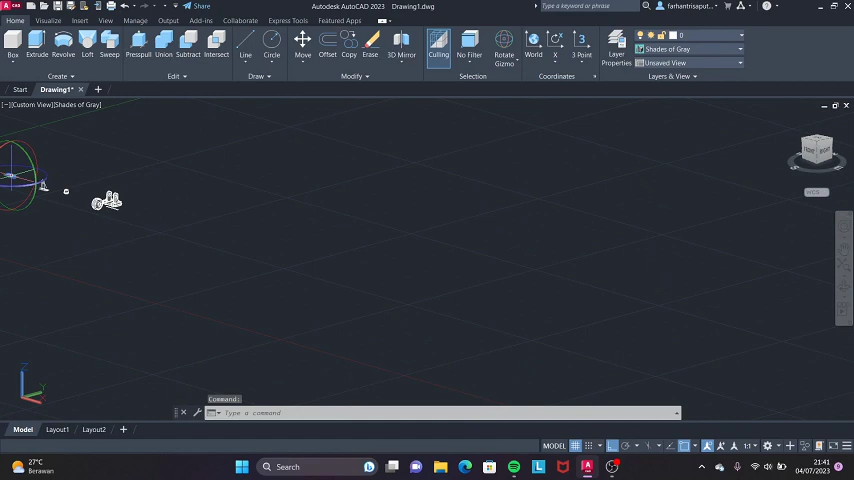 Share
Autodesk AutoCAD 2023 Drawing1.dwg
Type a keyword or phrase
farhantrisaput...
Home Visualize Insert View Manage Output Add-ins Collaborate Express Tools Featured Apps
Box Extrude Revolve Loft Sweep Presspull Union Subtract Intersect Line Circle Move Offset Copy Erase 3D Mirror Culling No Filter Gizmo World X 3 Point Layer Properties
0
Shades of Gray
Unsaved View
Create Edit Draw Modify Selection Coordinates Layers & View
Start Drawing1* +
[−][Custom View][Shades of Gray]
FRONT RIGHT
WCS
Z
Y
X
Command:
Type a command
Model Layout1 Layout2 +
MODEL 1:1
27°C
Berawan
Search
21:41
04/07/2023